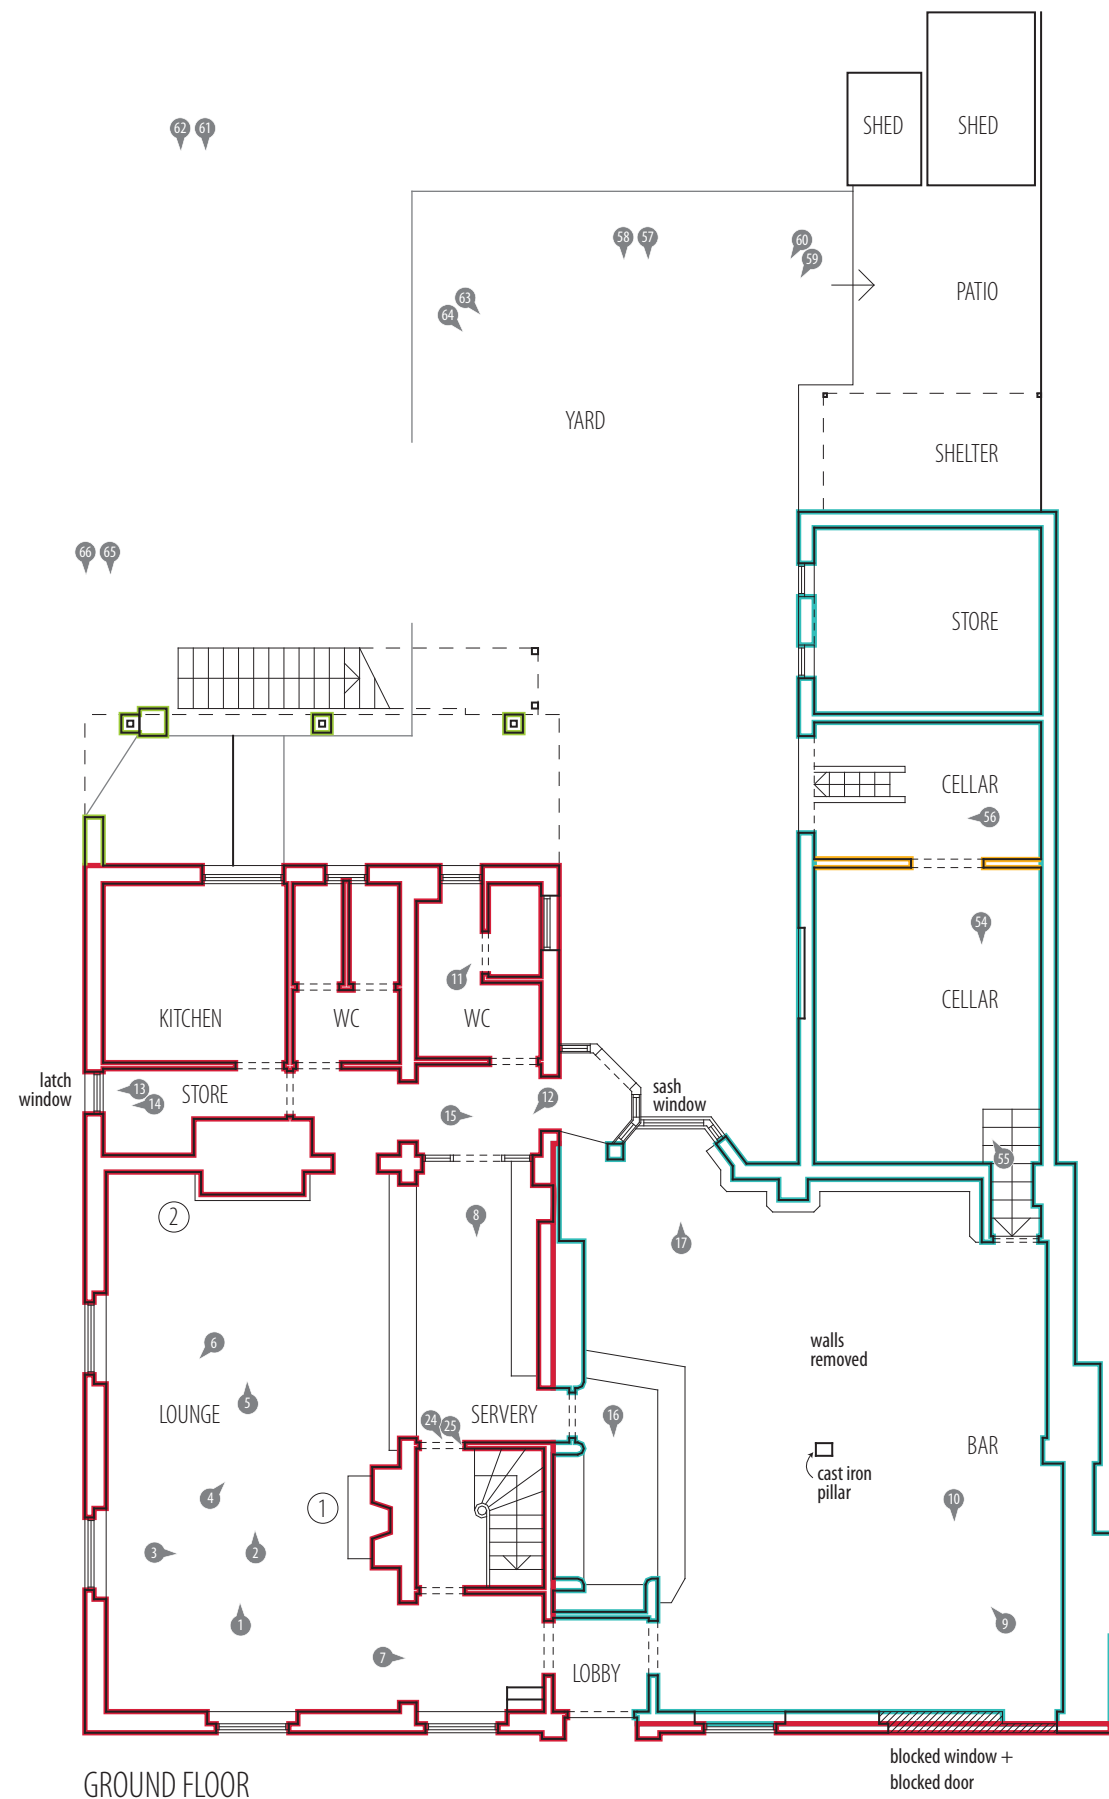 62 61
SHED SHED
58 57
60
59
PATIO
63
64
YARD
SHELTER
66 65
STORE
CELLAR
56
54
CELLAR
11
KITCHEN WC WC
latch
window
13
14
STORE
15
12
sash
window
55
2
8
17
6
walls
removed
5
LOUNGE
24
25
SERVERY
16
BAR
cast iron
pillar
4
1
10
3
2
1
9
7
LOBBY
blocked window +
blocked door
GROUND FLOOR